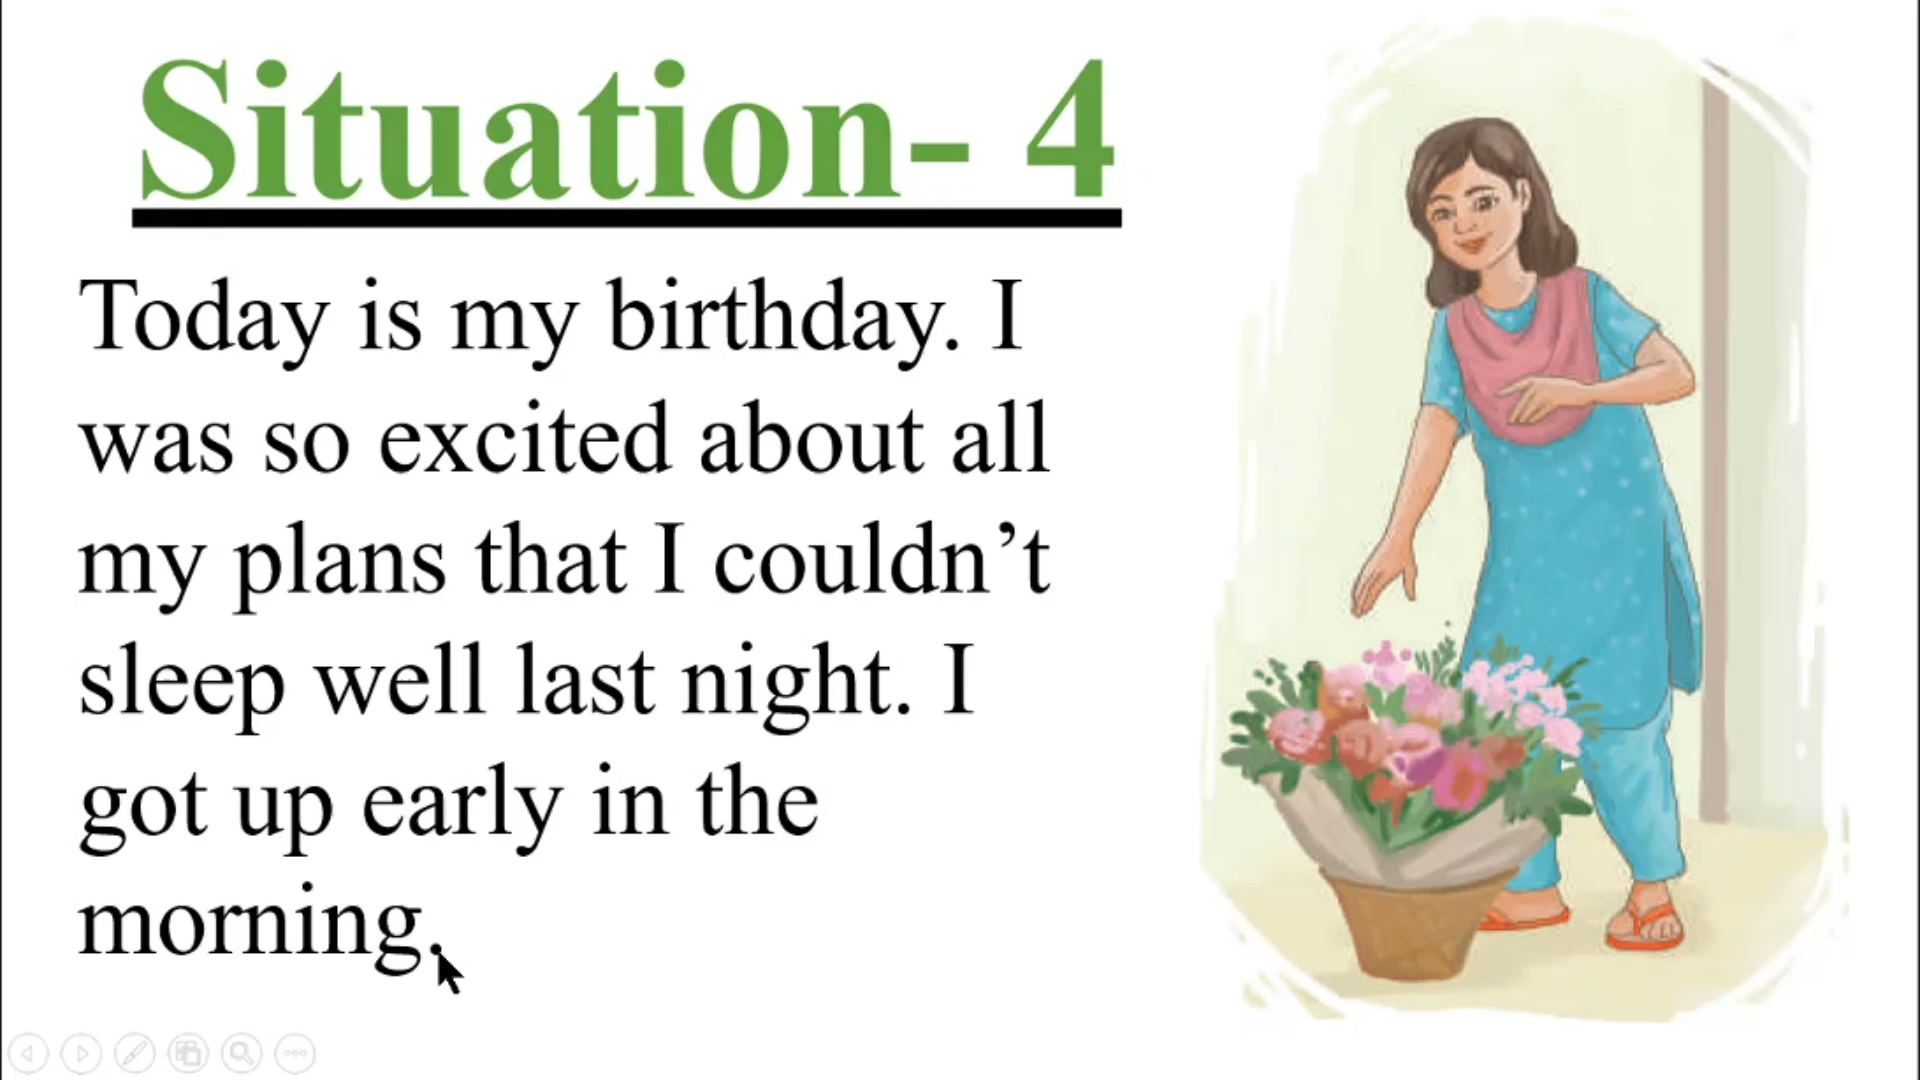 Situation- 4
Today is my birthday. I
was so excited about all
my plans that I couldn’t
sleep well last night. I
got up early in the
morning.